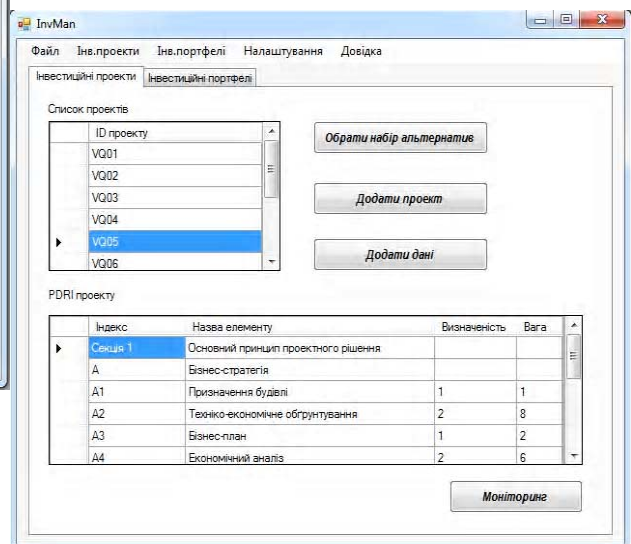 InvMan
Файл Інв.проекти Інв.портфелі Налаштування Довідка
Інвестиційні проекти Інвестиційні портфелі
Список проектів
ID проекту
VQ01
VQ02
VQ03
VQ04
VQ05
VQ06
Обрати набір альтернатив
Додати проект
Додати дані
PDRI проекту
Індекс Назва елементу Визначеність Вага
Секція 1 Основний принцип проектного рішення
A Бізнес-стратегія
A1 Призначення будівлі 1 1
A2 Техніко-економічне обґрунтування 2 8
A3 Бізнес-план 1 2
A4 Економічний аналіз 2 6
Моніторинг